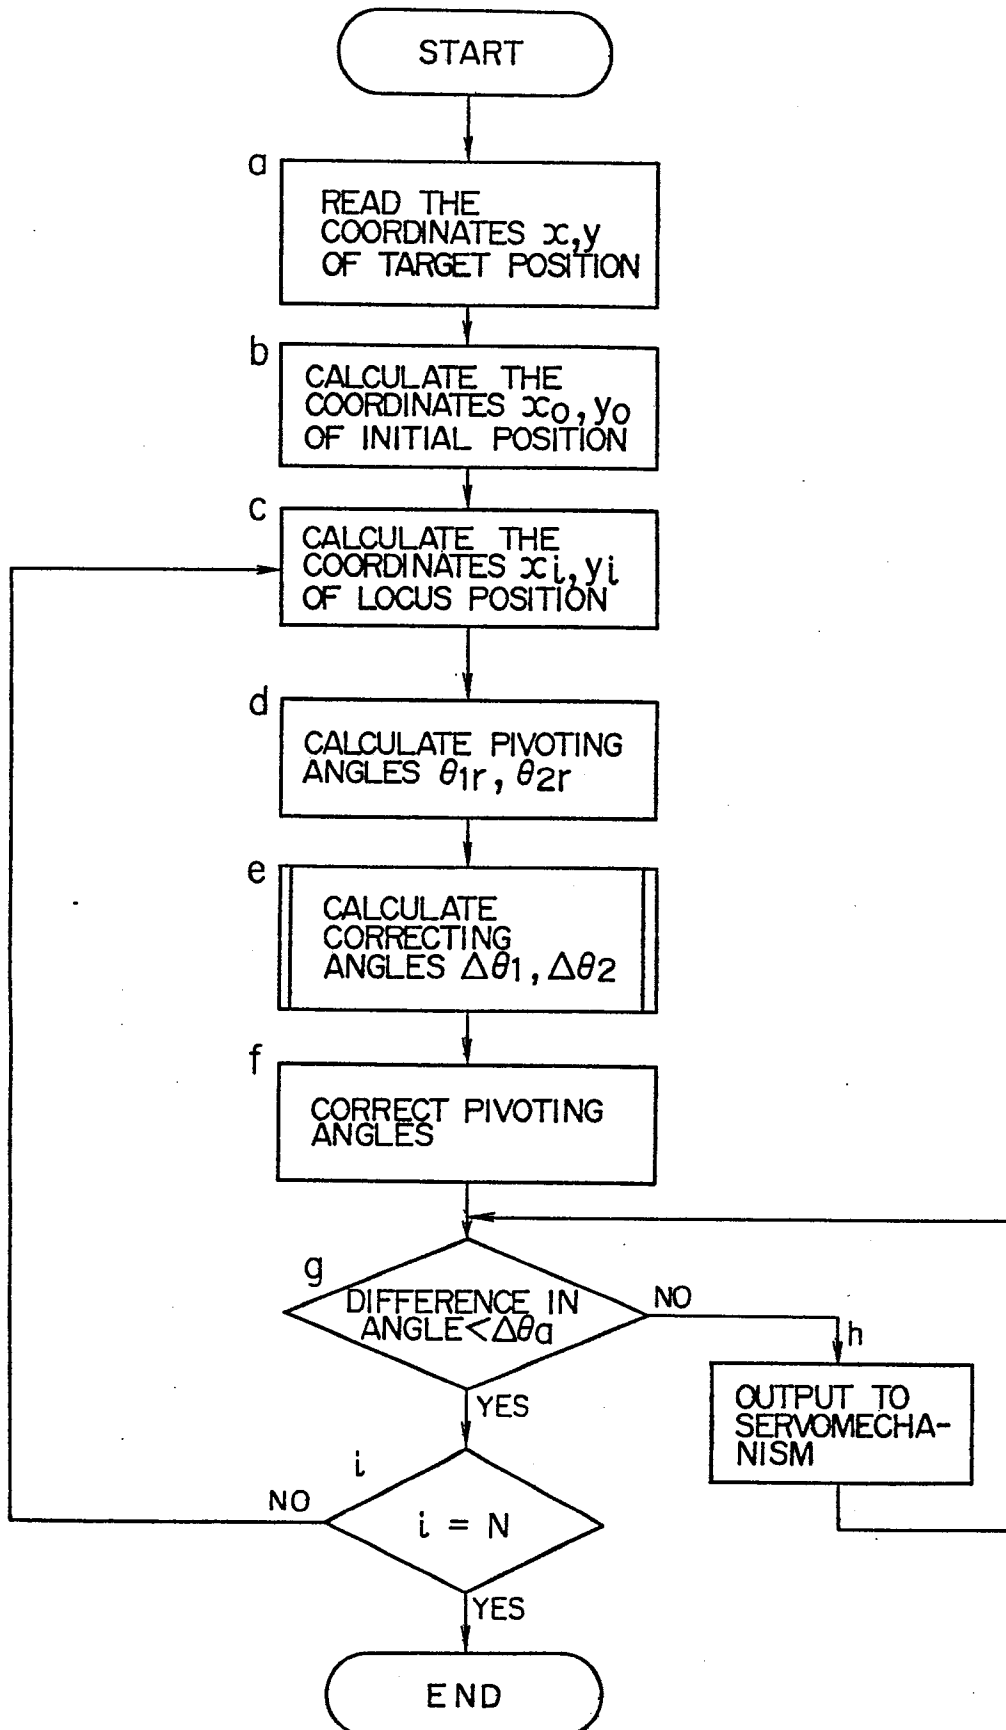 START
a
READ THE
COORDINATES x,y
OF TARGET POSITION
b
CALCULATE THE
COORDINATES x0, y0
OF INITIAL POSITION
c
CALCULATE THE
COORDINATES xi, yi
OF LOCUS POSITION
d
CALCULATE PIVOTING
ANGLES θ1r, θ2r
e
CALCULATE
CORRECTING
ANGLES Δθ1, Δθ2
f
CORRECT PIVOTING
ANGLES
g
DIFFERENCE IN
ANGLE<Δθa
NO
h
OUTPUT TO
SERVOMECHA-
NISM
YES
i
NO
i = N
YES
END